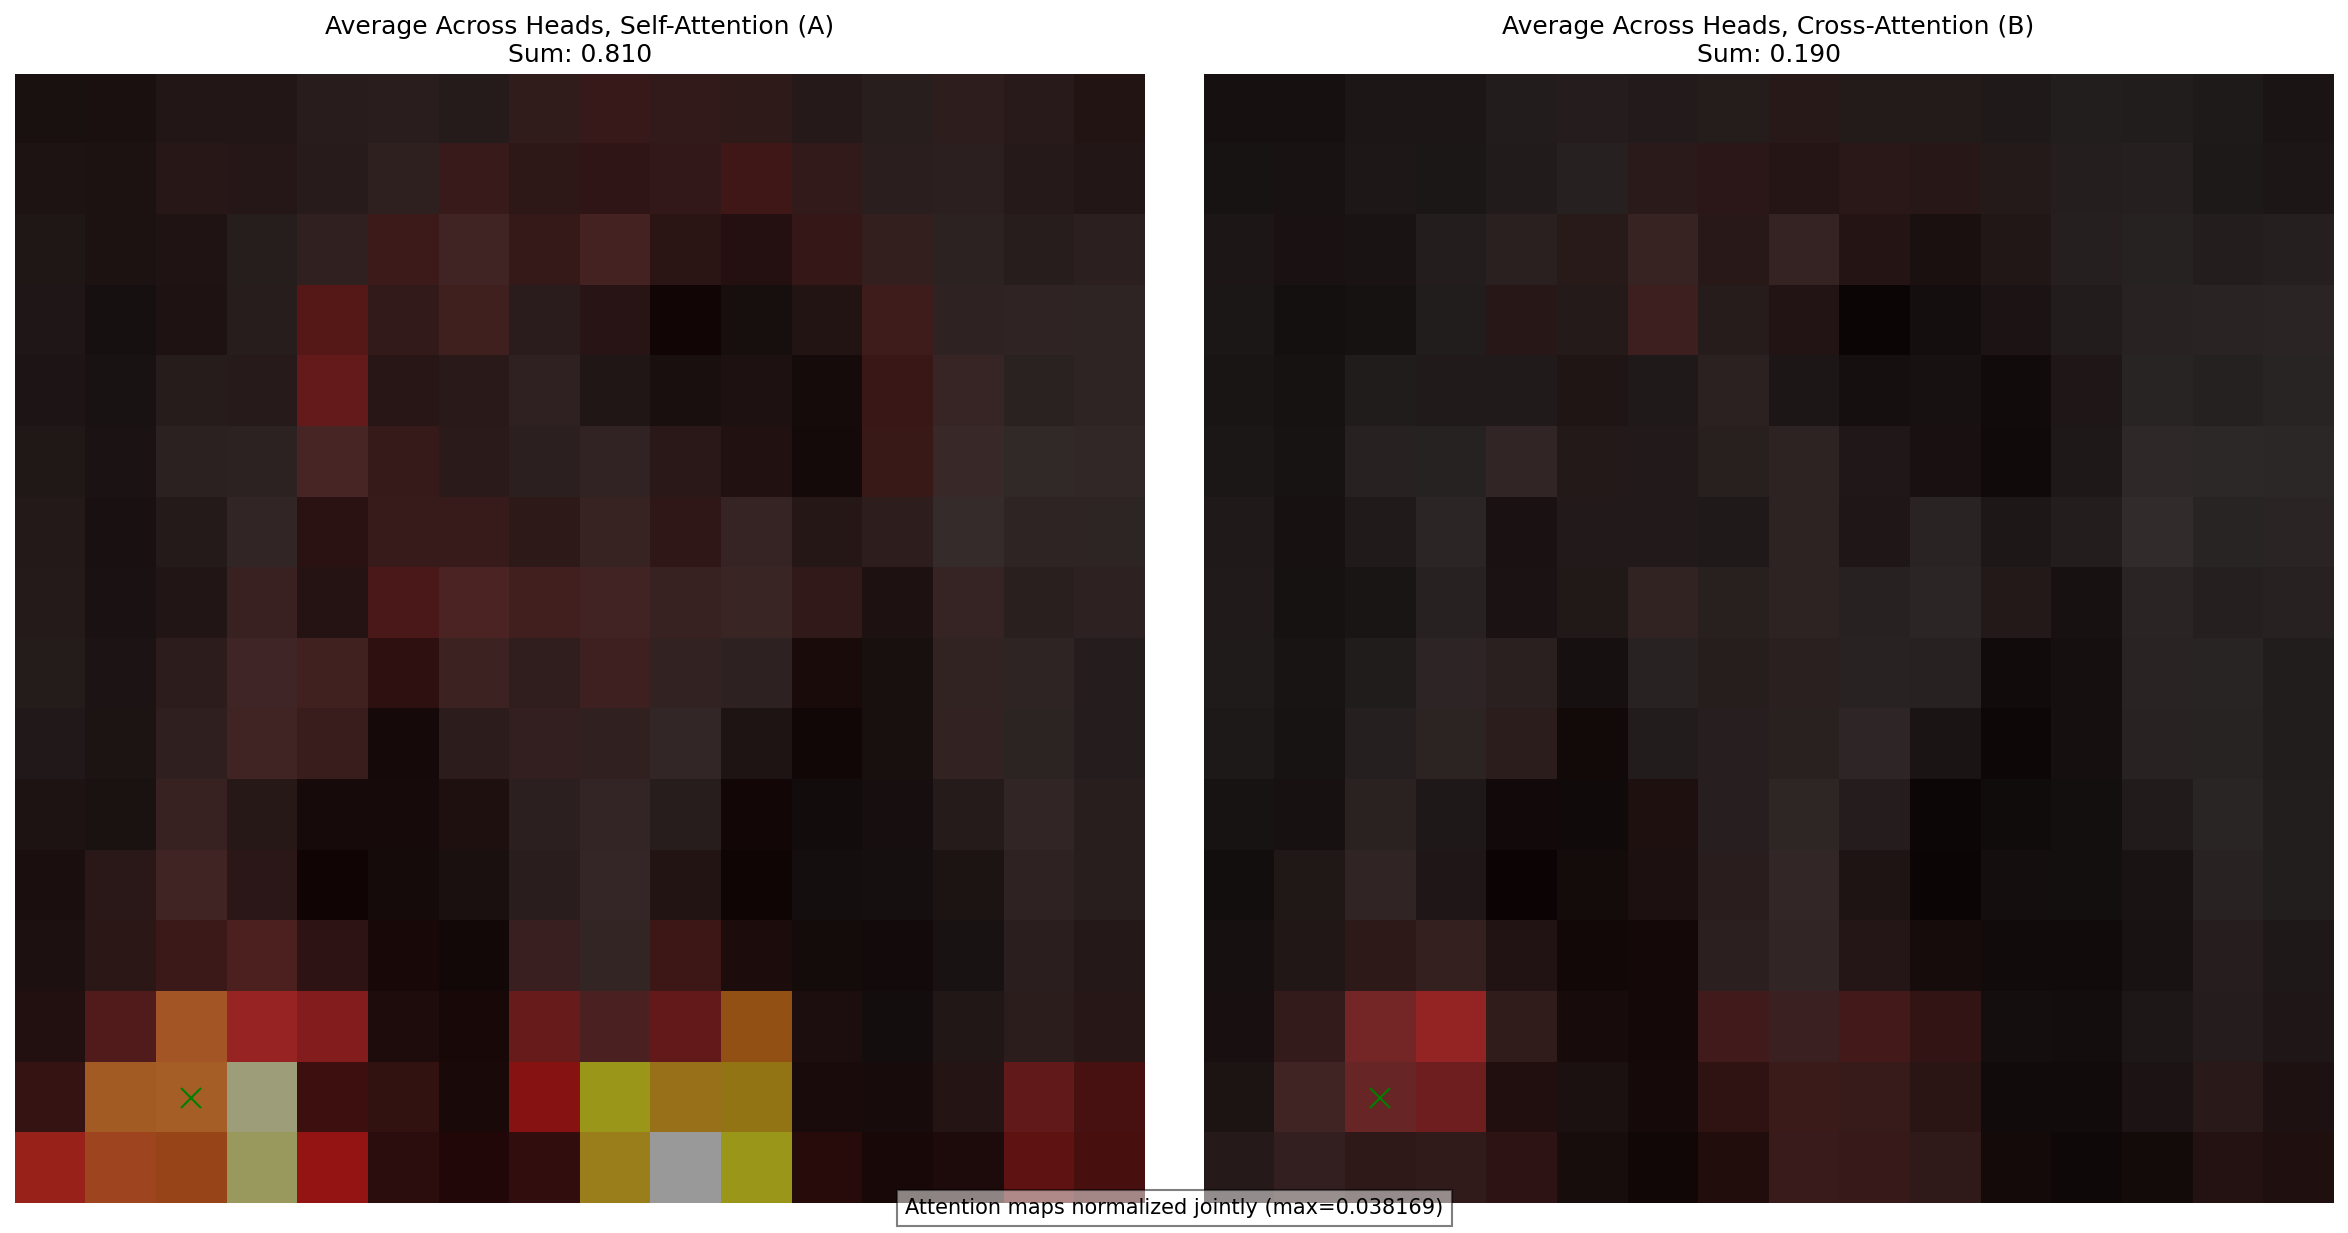 Average Across Heads, Self-Attention (A)
Sum: 0.810
Average Across Heads, Cross-Attention (B)
Sum: 0.190
Attention maps normalized jointly (max=0.038169)